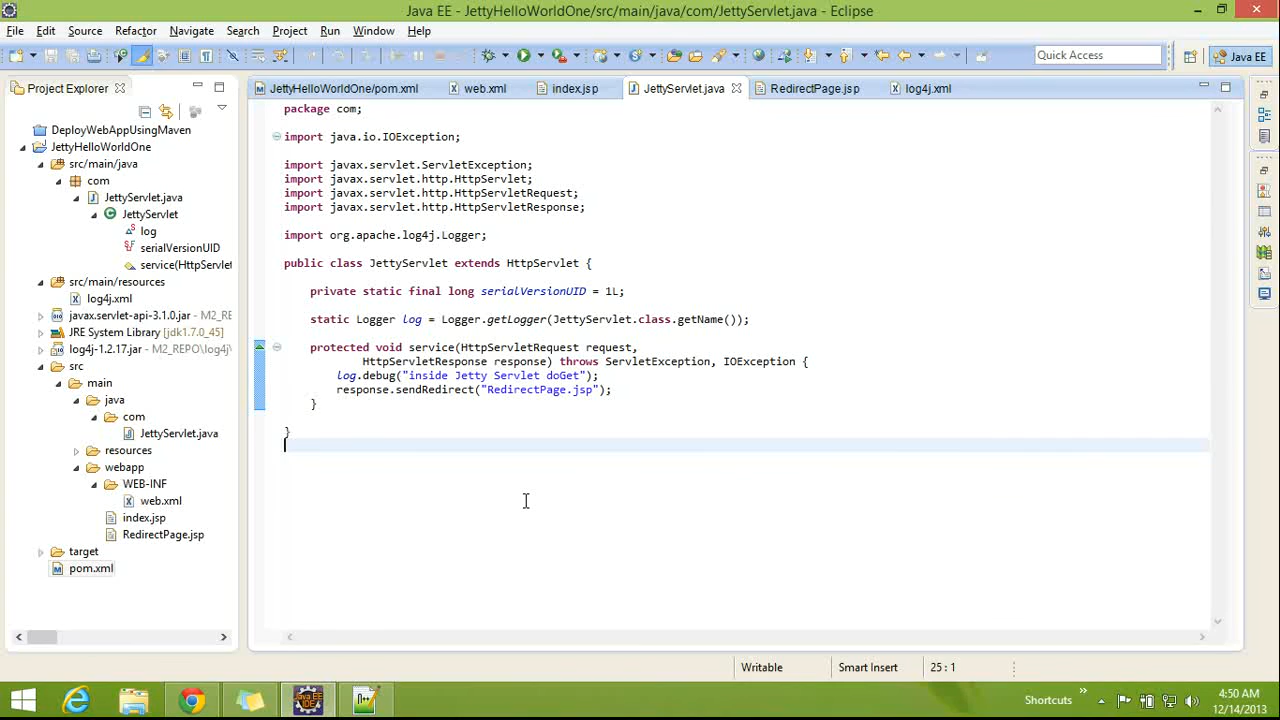 Java EE - JettyHelloWorldOne/src/main/java/com/JettyServlet.java - Eclipse
File Edit Source Refactor Navigate Search Project Run Window Help
Quick Access
Java EE
Project Explorer
DeployWebAppUsingMaven
JettyHelloWorldOne
src/main/java
com
JettyServlet.java
JettyServlet
log
serialVersionUID
service(HttpServlet
src/main/resources
log4j.xml
javax.servlet-api-3.1.0.jar - M2_RE
JRE System Library [jdk1.7.0_45]
log4j-1.2.17.jar - M2_REPO\log4j\
src
main
java
com
JettyServlet.java
resources
webapp
WEB-INF
web.xml
index.jsp
RedirectPage.jsp
target
pom.xml
JettyHelloWorldOne/pom.xml web.xml index.jsp JettyServlet.java RedirectPage.jsp log4j.xml
package com;
import java.io.IOException;
import javax.servlet.ServletException;
import javax.servlet.http.HttpServlet;
import javax.servlet.http.HttpServletRequest;
import javax.servlet.http.HttpServletResponse;
import org.apache.log4j.Logger;
public class JettyServlet extends HttpServlet {
private static final long serialVersionUID = 1L;
static Logger log = Logger.getLogger(JettyServlet.class.getName());
protected void service(HttpServletRequest request,
HttpServletResponse response) throws ServletException, IOException {
log.debug("inside Jetty Servlet doGet");
response.sendRedirect("RedirectPage.jsp");
}
}
Writable Smart Insert 25 : 1
Java EE IDE
Shortcuts
4:50 AM
12/14/2013